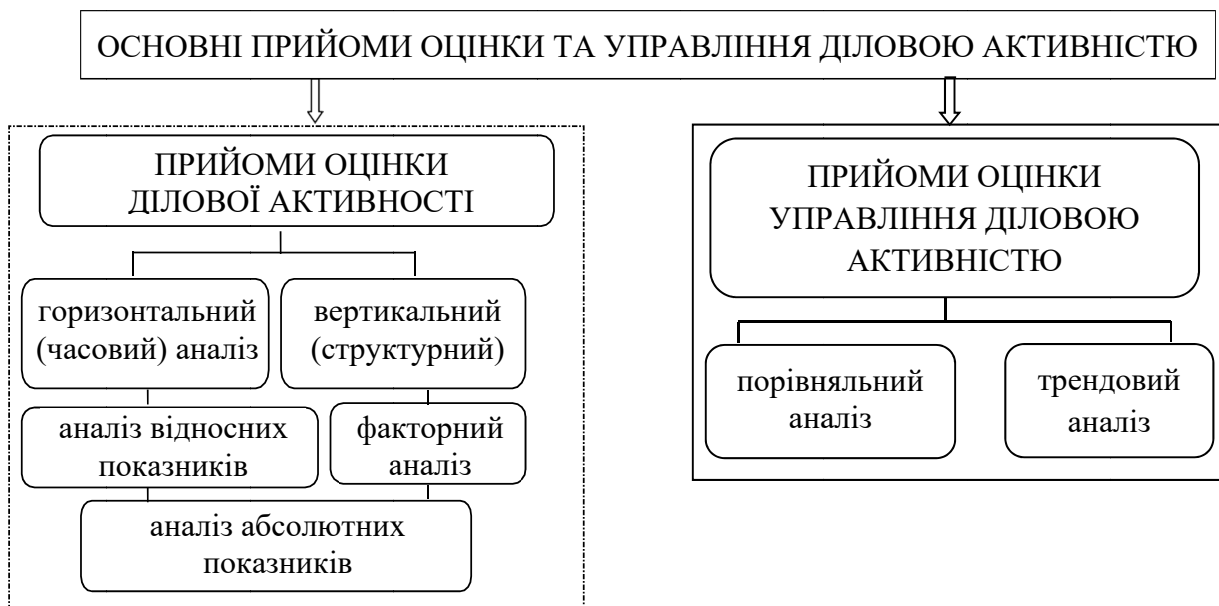 ОСНОВНІ ПРИЙОМИ ОЦІНКИ ТА УПРАВЛІННЯ ДІЛОВОЮ АКТИВНІСТЮ
ПРИЙОМИ ОЦІНКИ
ДІЛОВОЇ АКТИВНОСТІ
горизонтальний
(часовий) аналіз
вертикальний
(структурний)
аналіз відносних
показників
факторний
аналіз
аналіз абсолютних
показників
ПРИЙОМИ ОЦІНКИ
УПРАВЛІННЯ ДІЛОВОЮ
АКТИВНІСТЮ
порівняльний
аналіз
трендовий
аналіз